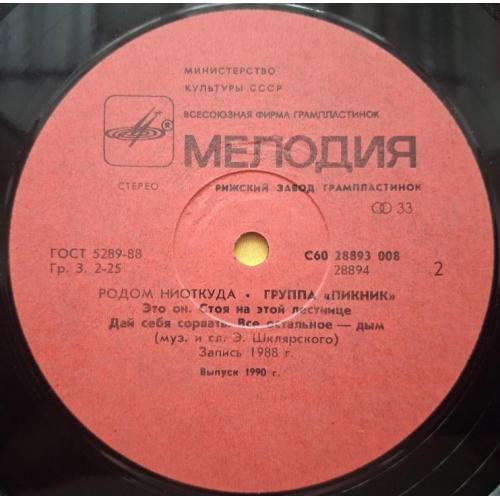 МИНИСТЕРСТВО
КУЛЬТУРЫ СССР
ВСЕСОЮЗНАЯ ФИРМА ГРАМПЛАСТИНОК
® МЕЛОДИЯ
СТЕРЕО РИЖСКИЙ ЗАВОД ГРАМПЛАСТИНОК
33
ГОСТ 5289-88 С60 28893 008
Гр. 3. 2-25 28894 2
РОДОМ НИОТКУДА • ГРУППА «ПИКНИК»
Это он. Стоя на этой лестнице
Дай себя сорвать. Все остальное — дым
(муз. и сл. Э. Шклярского)
Запись 1988 г.
Выпуск 1990 г.